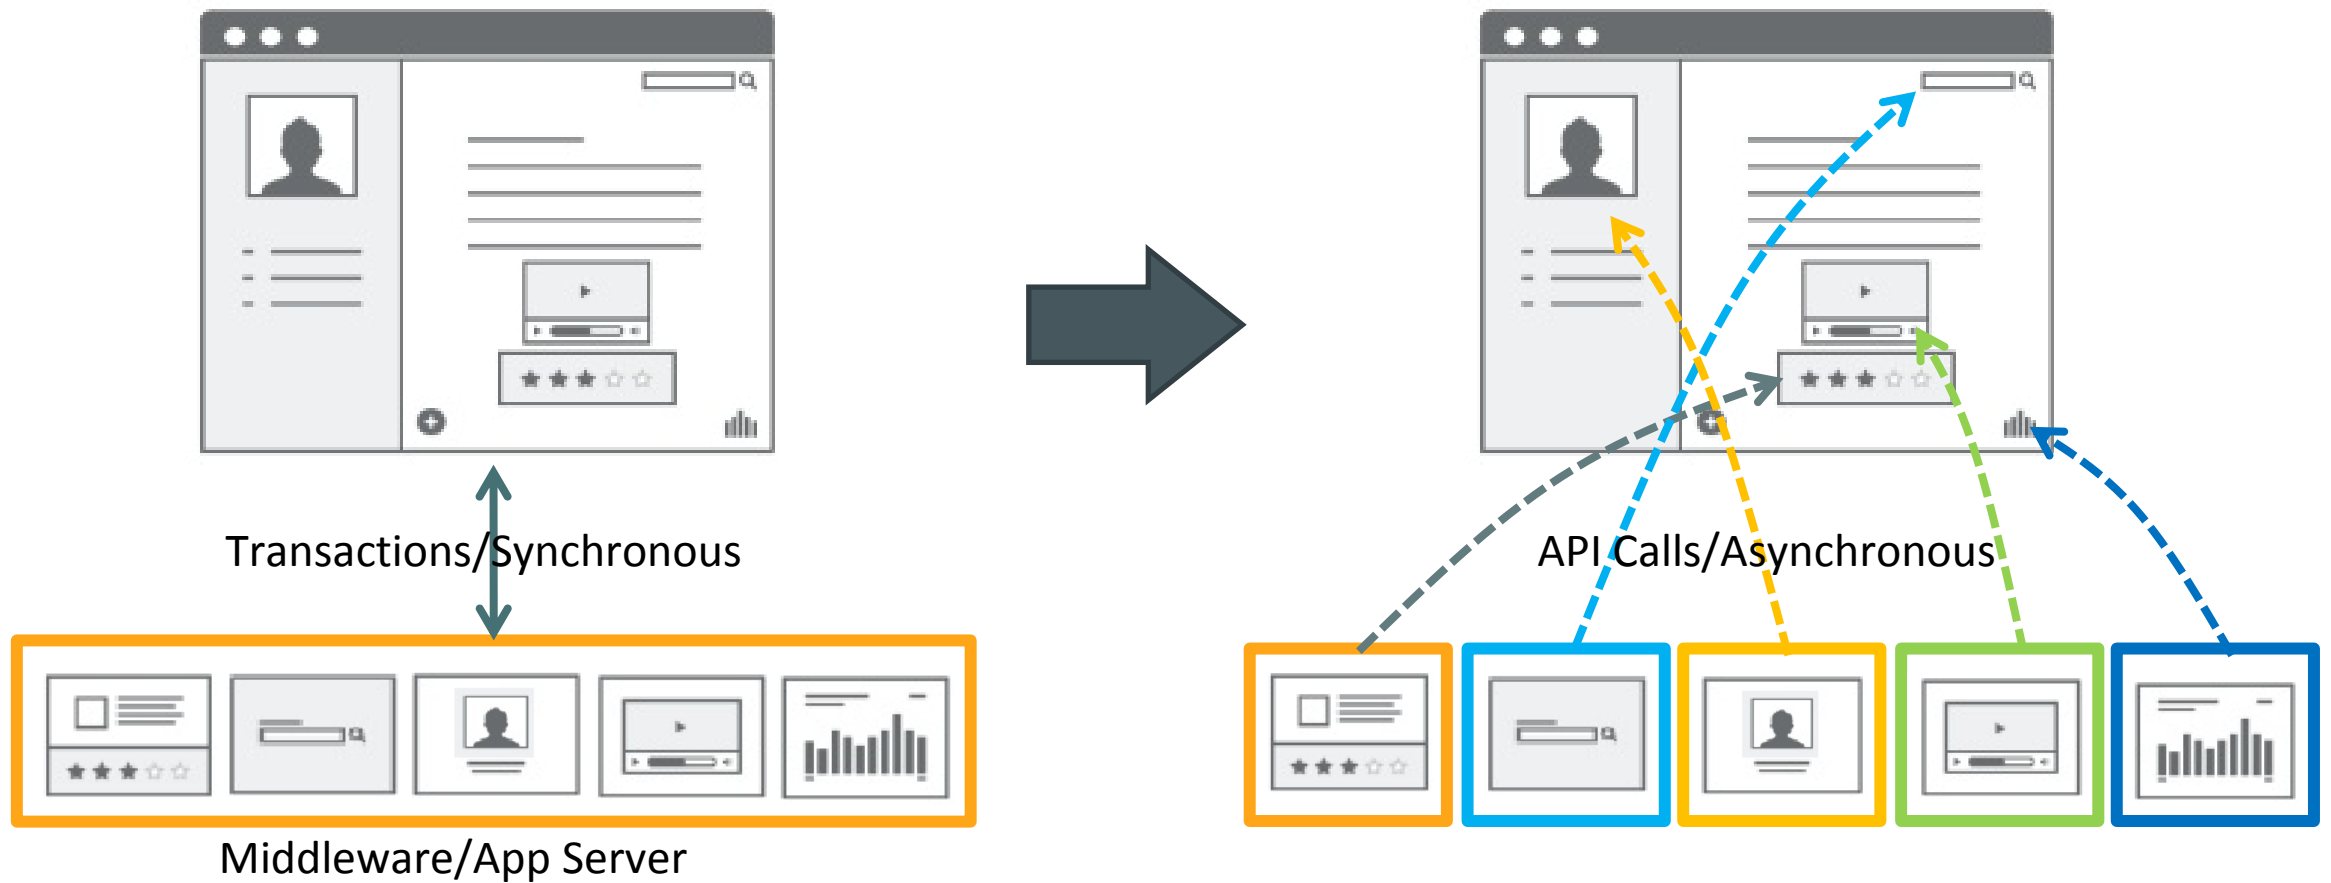 Transactions/Synchronous
API Calls/Asynchronous
Middleware/App Server